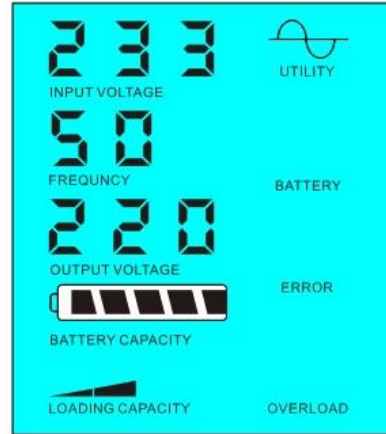 233
UTILITY
INPUT VOLTAGE
50
FREQUNCY
BATTERY
220
OUTPUT VOLTAGE
ERROR
BATTERY CAPACITY
LOADING CAPACITY
OVERLOAD